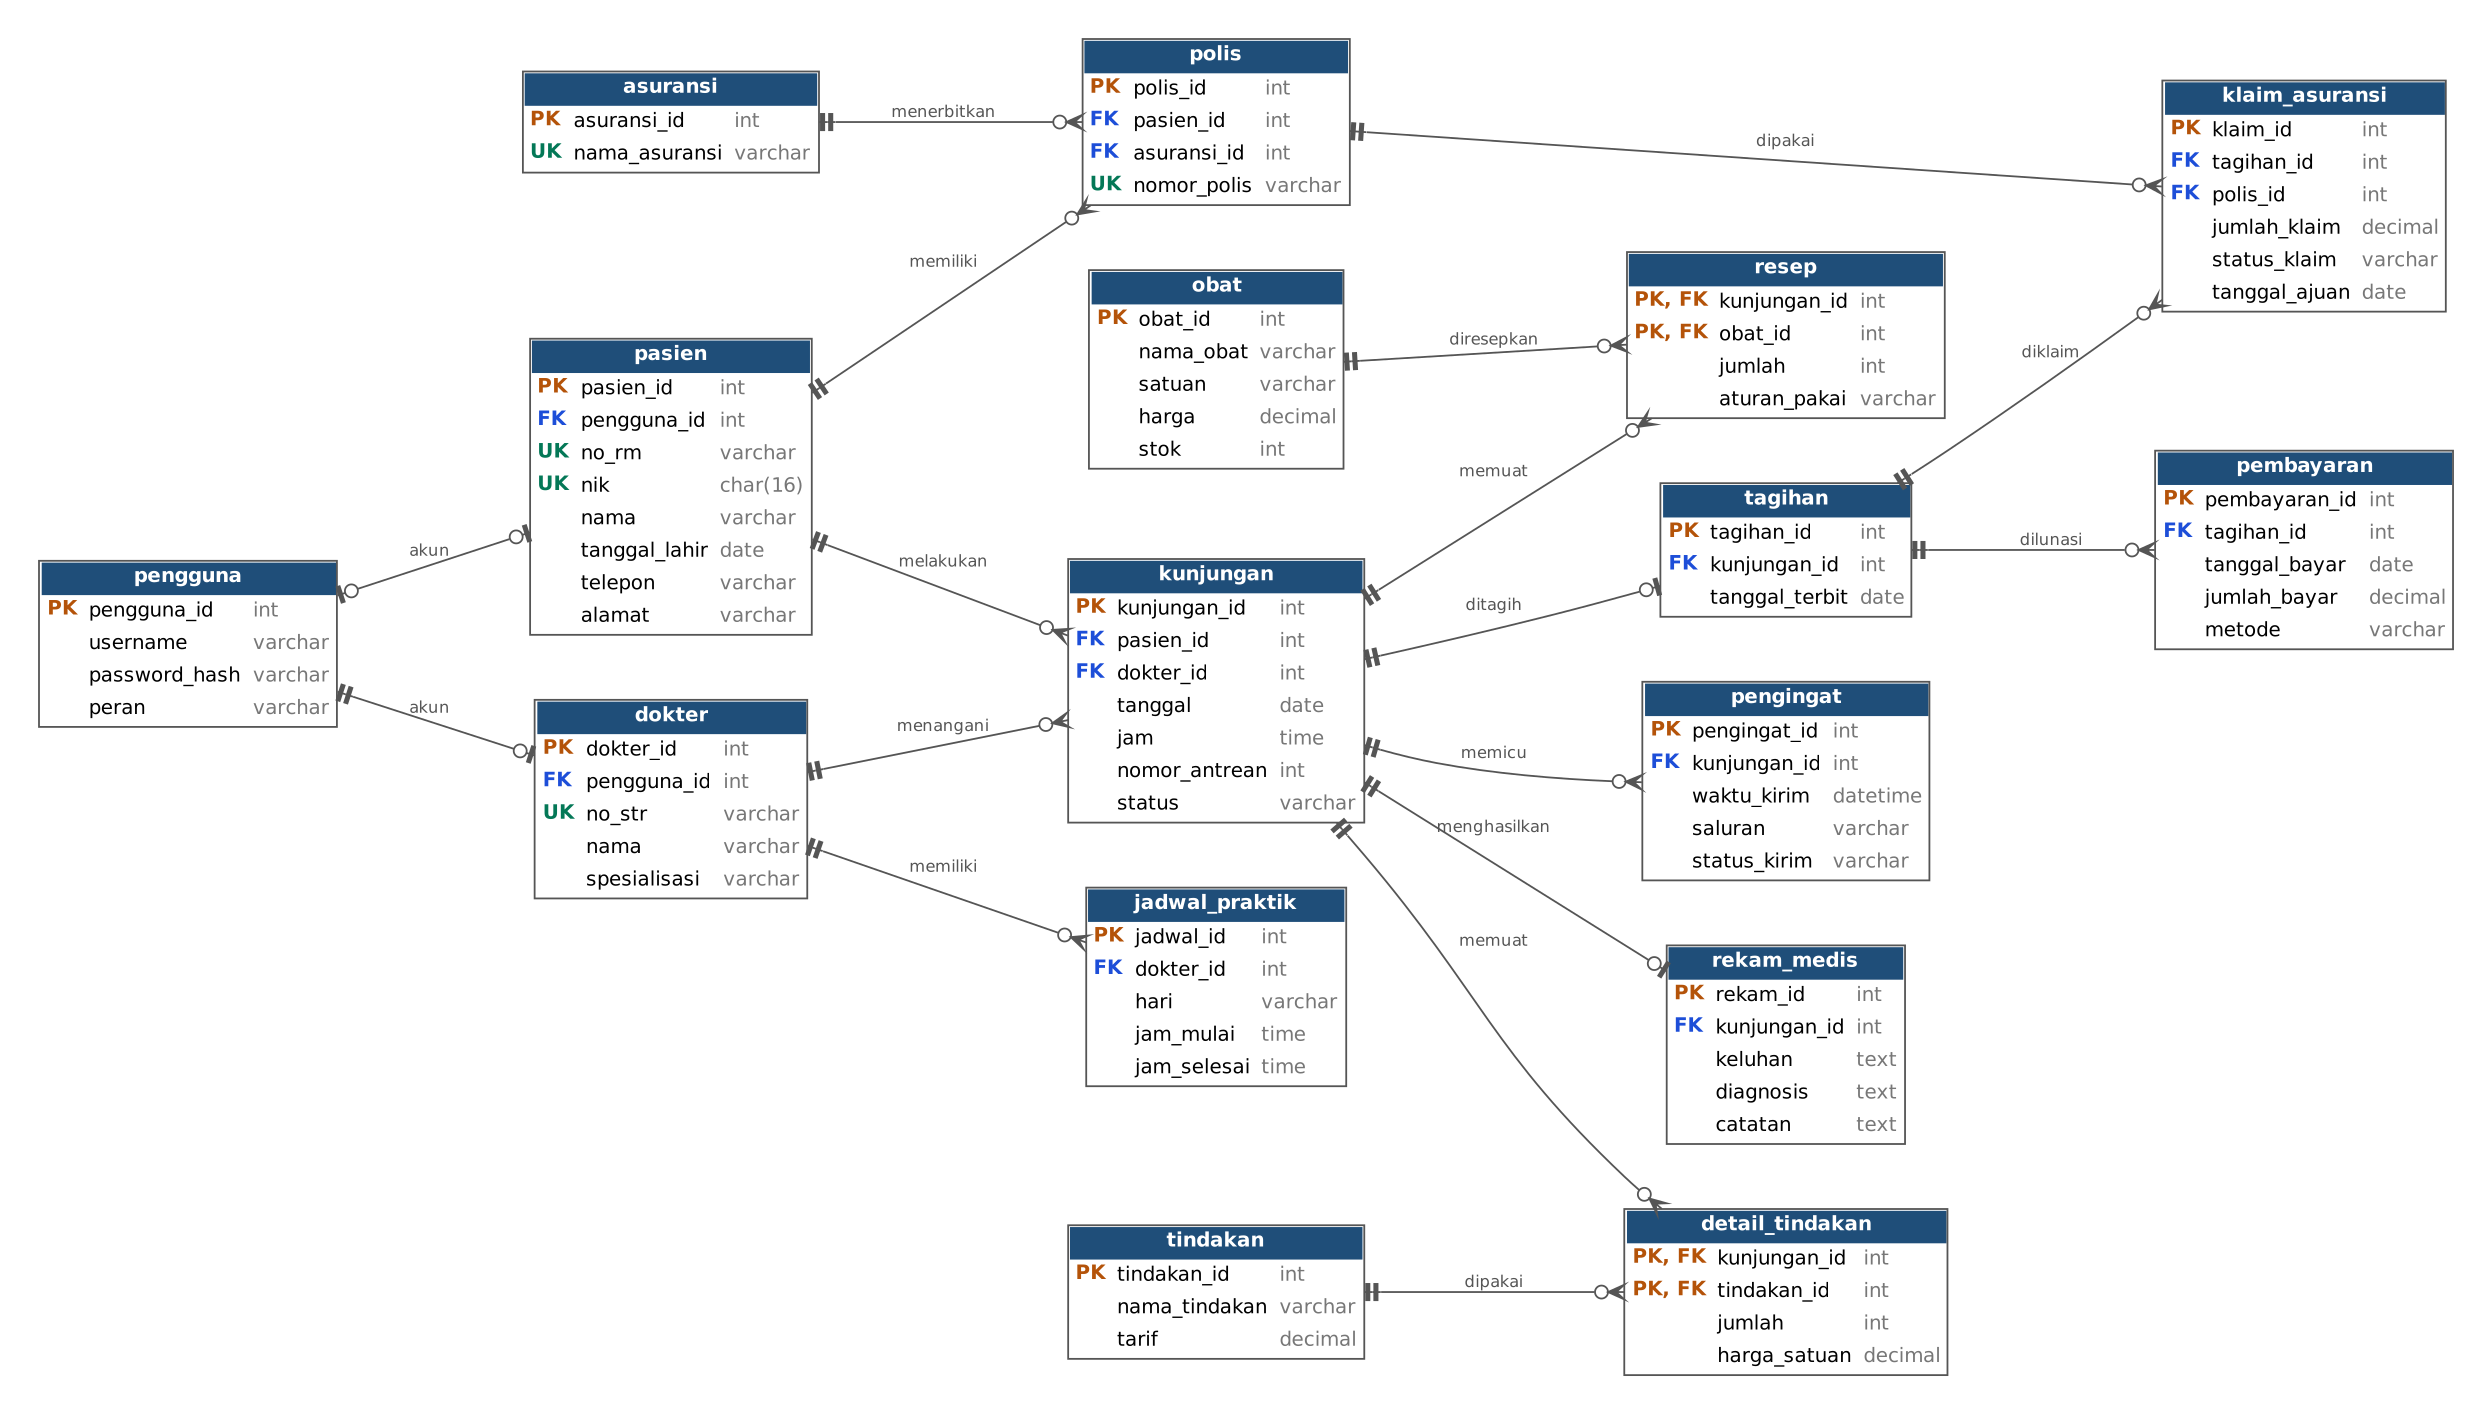 asuransi
PK asuransi_id int
UK nama_asuransi varchar
menerbitkan
polis
PK polis_id int
FK pasien_id int
FK asuransi_id int
UK nomor_polis varchar
dipakai
klaim_asuransi
PK klaim_id int
FK tagihan_id int
FK polis_id int
jumlah_klaim decimal
status_klaim varchar
tanggal_ajuan date
memiliki
obat
PK obat_id int
nama_obat varchar
satuan varchar
harga decimal
stok int
diresepkan
resep
PK, FK kunjungan_id int
PK, FK obat_id int
jumlah int
aturan_pakai varchar
diklaim
pasien
PK pasien_id int
FK pengguna_id int
UK no_rm varchar
UK nik char(16)
nama varchar
tanggal_lahir date
telepon varchar
alamat varchar
memuat
tagihan
PK tagihan_id int
FK kunjungan_id int
tanggal_terbit date
dilunasi
pembayaran
PK pembayaran_id int
FK tagihan_id int
tanggal_bayar date
jumlah_bayar decimal
metode varchar
akun
pengguna
PK pengguna_id int
username varchar
password_hash varchar
peran varchar
akun
melakukan
kunjungan
PK kunjungan_id int
FK pasien_id int
FK dokter_id int
tanggal date
jam time
nomor_antrean int
status varchar
ditagih
dokter
PK dokter_id int
FK pengguna_id int
UK no_str varchar
nama varchar
spesialisasi varchar
menangani
memicu
pengingat
PK pengingat_id int
FK kunjungan_id int
waktu_kirim datetime
saluran varchar
status_kirim varchar
menghasilkan
memiliki
jadwal_praktik
PK jadwal_id int
FK dokter_id int
hari varchar
jam_mulai time
jam_selesai time
memuat
rekam_medis
PK rekam_id int
FK kunjungan_id int
keluhan text
diagnosis text
catatan text
tindakan
PK tindakan_id int
nama_tindakan varchar
tarif decimal
dipakai
detail_tindakan
PK, FK kunjungan_id int
PK, FK tindakan_id int
jumlah int
harga_satuan decimal